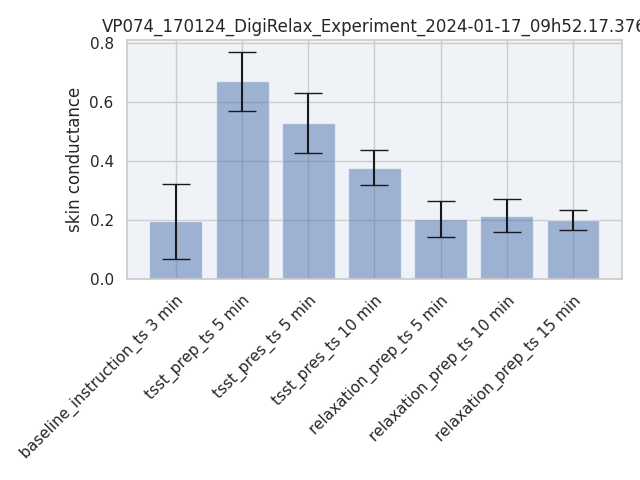 VP074_170124_DigiRelax_Experiment_2024-01-17_09h52.17.376
skin conductance
0.8
0.6
0.4
0.2
0.0
baseline_instruction_ts 3 min
tsst_prep_ts 5 min
tsst_pres_ts 5 min
tsst_pres_ts 10 min
relaxation_prep_ts 5 min
relaxation_prep_ts 10 min
relaxation_prep_ts 15 min